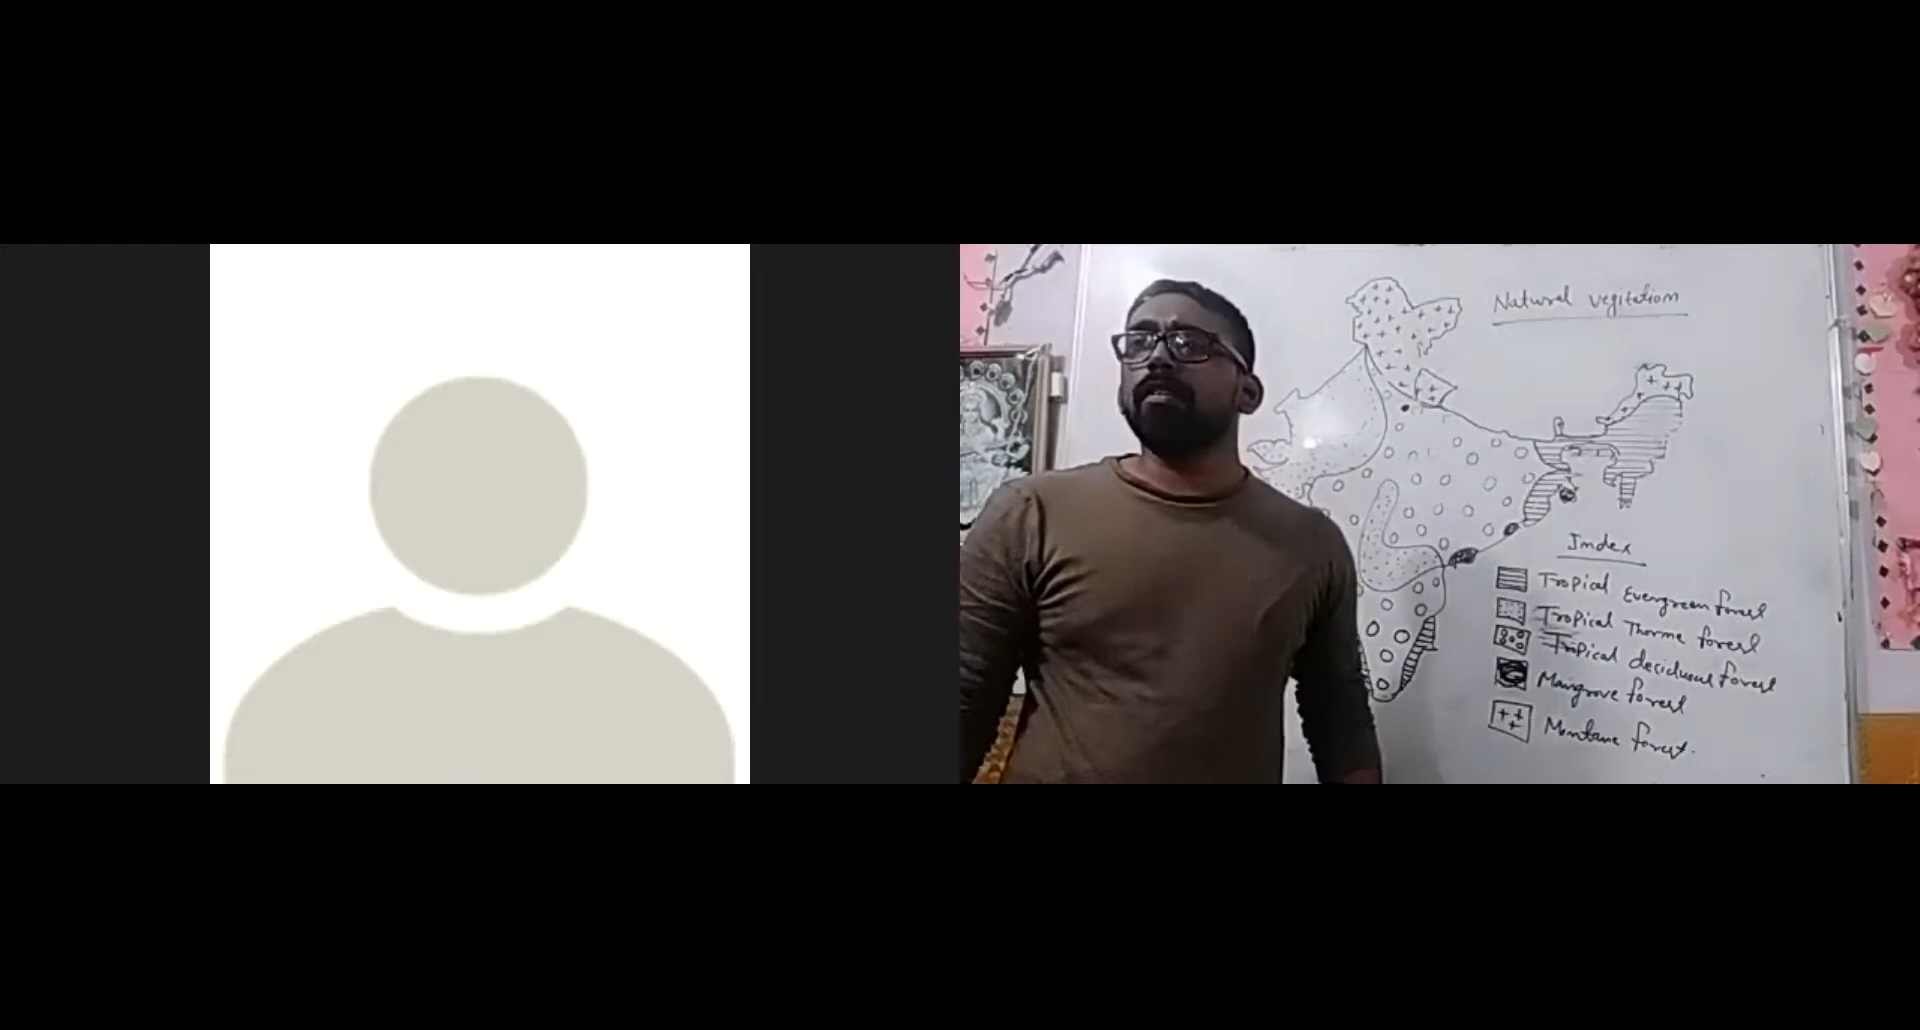 Natural vegitation
Index
Tropical Evergreen forest
Tropical Thorne forest
Tropical deciduous forest
Mangrove forest
Montane forest.